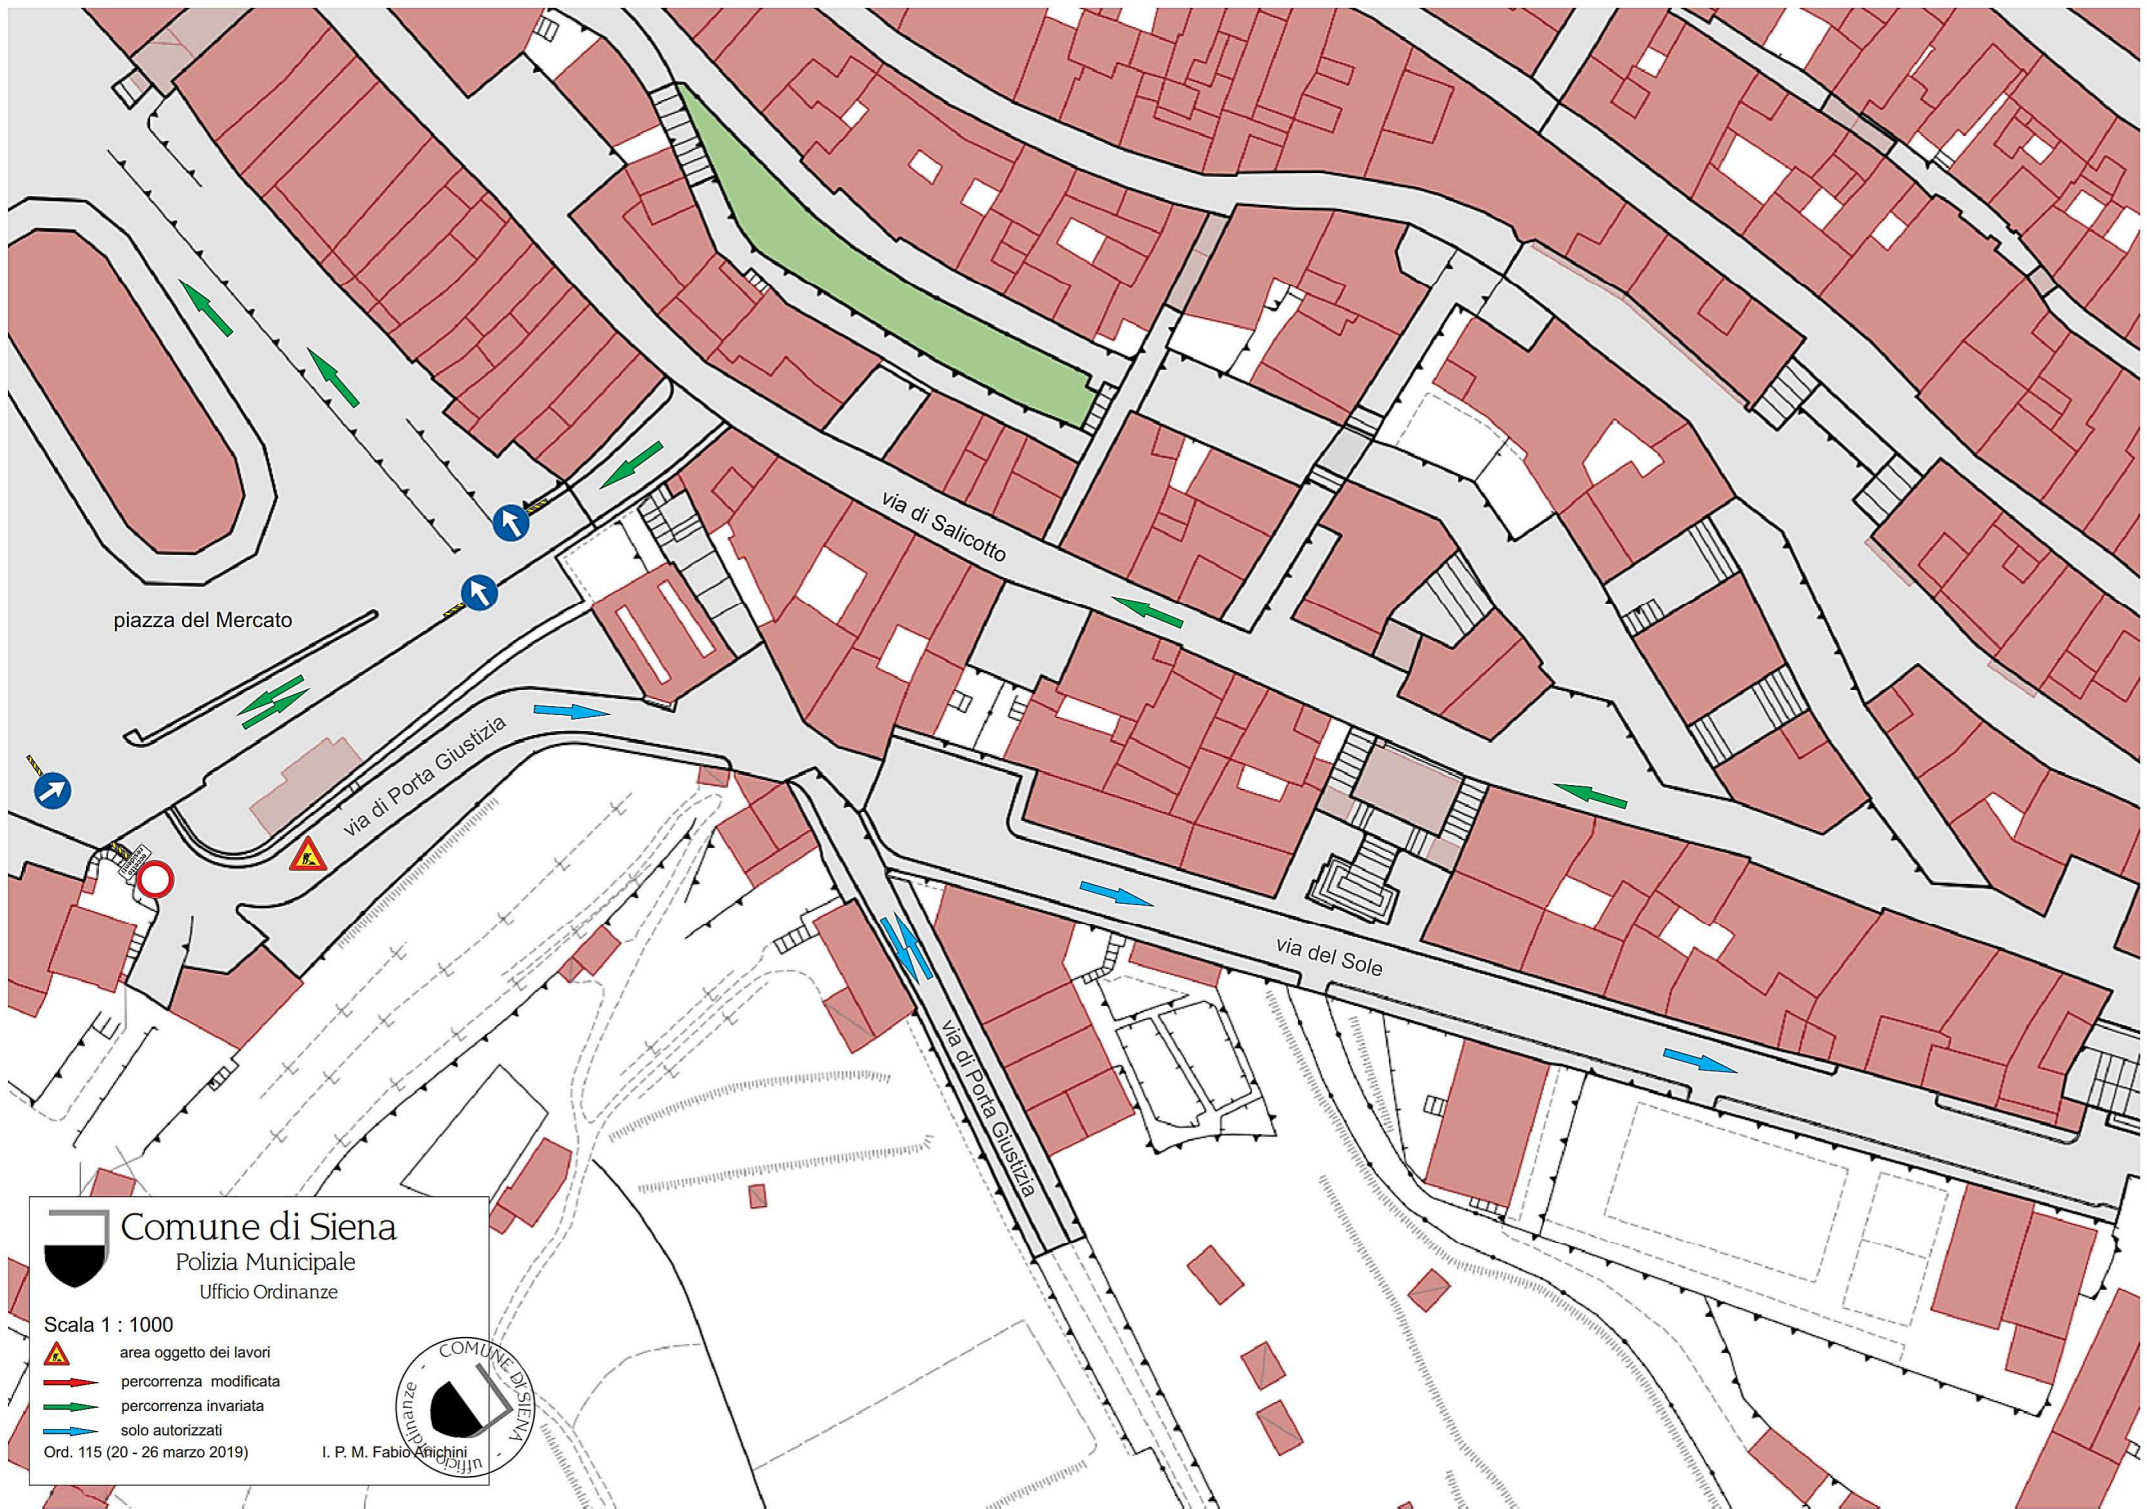 via di Salicotto
piazza del Mercato
via di Porta Giustizia
eccetto
residenti
via del Sole
via di Porta Giustizia
Comune di Siena
Polizia Municipale
Ufficio Ordinanze
Scala 1 : 1000
area oggetto dei lavori
percorrenza modificata
percorrenza invariata
solo autorizzati
Ord. 115 (20 - 26 marzo 2019)
I. P. M. Fabio Anichini
- COMUNE DI SIENA -
ufficio ordinanze